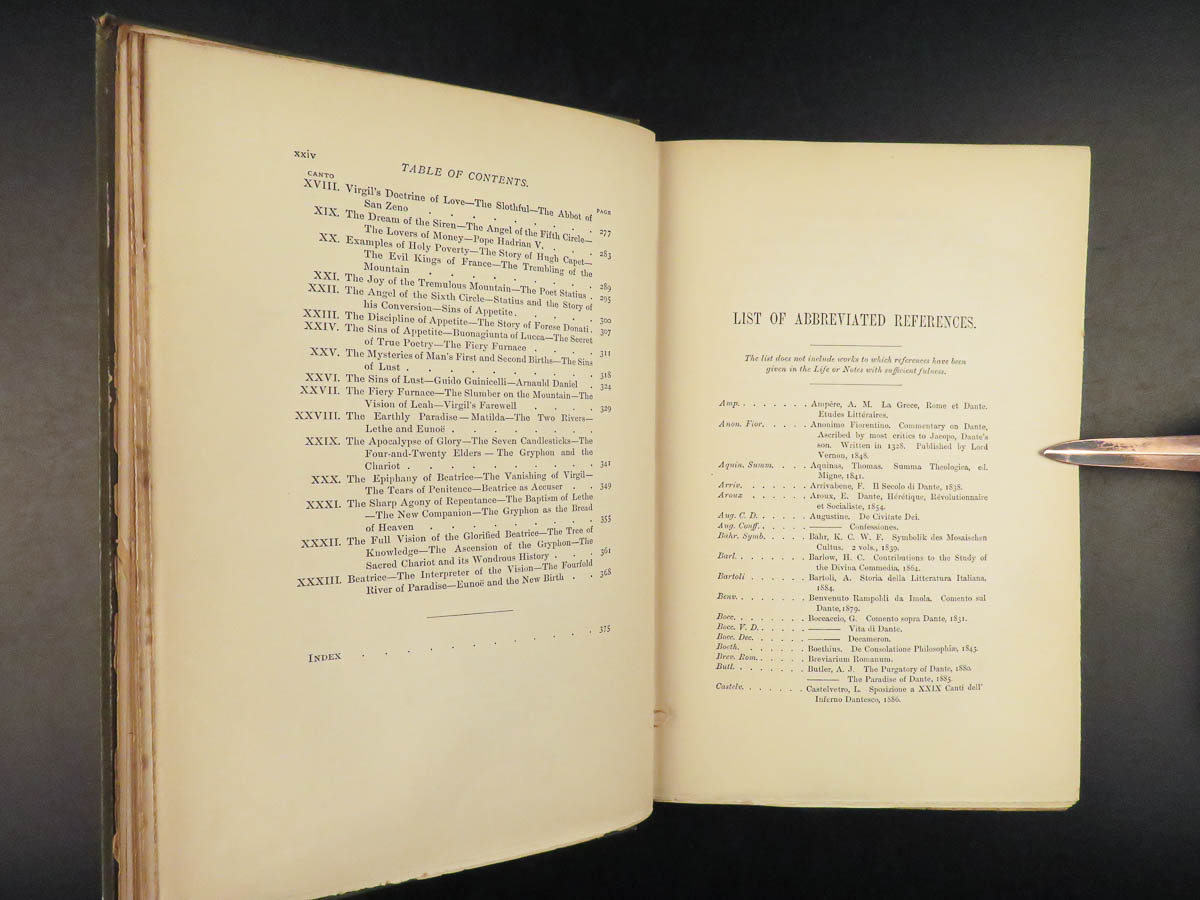 xxiv
TABLE OF CONTENTS.
CANTO PAGE
XVIII. Virgil's Doctrine of Love—The Slothful—The Abbot of
San Zeno . . . . . . . . 277
XIX. The Dream of the Siren—The Angel of the Fifth Circle—
The Lovers of Money—Pope Hadrian V. . . . 283
XX. Examples of Holy Poverty—The Story of Hugh Capet—
The Evil Kings of France—The Trembling of the
Mountain . . . . . . . . 289
XXI. The Joy of the Tremulous Mountain—The Poet Statius . 295
XXII. The Angel of the Sixth Circle—Statius and the Story of
his Conversion—Sins of Appetite. . . . . 300
XXIII. The Discipline of Appetite—The Story of Forese Donati. 307
XXIV. The Sins of Appetite—Buonagiunta of Lucca—The Secret
of True Poetry—The Fiery Furnace . . . . 311
XXV. The Mysteries of Man's First and Second Births—The Sins
of Lust . . . . . . . . 318
XXVI. The Sins of Lust—Guido Guinicelli—Arnauld Daniel . 324
XXVII. The Fiery Furnace—The Slumber on the Mountain—The
Vision of Leah—Virgil's Farewell . . . . 329
XXVIII. The Earthly Paradise—Matilda—The Two Rivers—
Lethe and Eunoë . . . . . . .
XXIX. The Apocalypse of Glory—The Seven Candlesticks—The
Four-and-Twenty Elders—The Gryphon and the
Chariot . . . . . . . . 341
XXX. The Epiphany of Beatrice—The Vanishing of Virgil—
The Tears of Penitence—Beatrice as Accuser . . 349
XXXI. The Sharp Agony of Repentance—The Baptism of Lethe
—The New Companion—The Gryphon as the Bread
of Heaven . . . . . . . 355
XXXII. The Full Vision of the Glorified Beatrice—The Tree of
Knowledge—The Ascension of the Gryphon—The
Sacred Chariot and its Wondrous History . . . 361
XXXIII. Beatrice—The Interpreter of the Vision—The Fourfold
River of Paradise—Eunoë and the New Birth . . 368
INDEX . . . . . . . . 375
LIST OF ABBREVIATED REFERENCES.
The list does not include works to which references have been
given in the Life or Notes with sufficient fulness.
Amp. . . . . . . . Ampére, A. M. La Grece, Rome et Dante.
Etudes Littéraires.
Anon. Fior. . . . . Anonimo Fiorentino. Commentary on Dante,
Ascribed by most critics to Jacopo, Dante's
son. Written in 1328. Published by Lord
Vernon, 1848.
Aquin. Summ. . . . Aquinas, Thomas. Summa Theologica, ed.
Migne, 1841.
Arriv. . . . . . . Arrivabene, F. Il Secolo di Dante, 1838.
Aroux . . . . . . Aroux, E. Dante, Hérétique, Révolutionnaire
et Socialiste, 1854.
Aug. C. D. . . . . Augustine. De Civitate Dei.
Aug. Conff. . . . . —— Confessiones.
Bahr. Symb. . . . . Bahr, K. C. W. F. Symbolik des Mosaischen
Cultus. 2 vols., 1839.
Barl. . . . . . . Barlow, H. C. Contributions to the Study of
the Divina Commedia, 1864.
Bartoli . . . . . Bartoli, A. Storia della Litteratura Italiana,
1884.
Benv. . . . . . . Benvenuto Rampoldi da Imola. Comento sul
Dante, 1879.
Bocc. . . . . . . Boccaccio, G. Comento sopra Dante, 1831.
Bocc. V. D. . . . . —— Vita di Dante.
Bocc. Dec. . . . . —— Decameron.
Boeth. . . . . . . Boethius. De Consolatione Philosophiæ, 1843.
Brev. Rom. . . . . Breviarium Romanum.
Butl. . . . . . . Butler, A. J. The Purgatory of Dante, 1880.
—— The Paradise of Dante, 1885.
Castelv. . . . . . Castelvetro, L. Sposizione a XXIX Canti dell'
Inferno Dantesco, 1886.